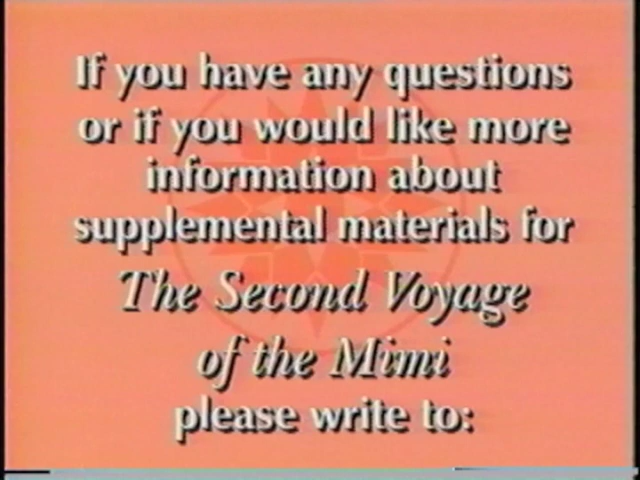 If you have any questions
or if you would like more
information about
supplemental materials for
The Second Voyage
of the Mimi
please write to: